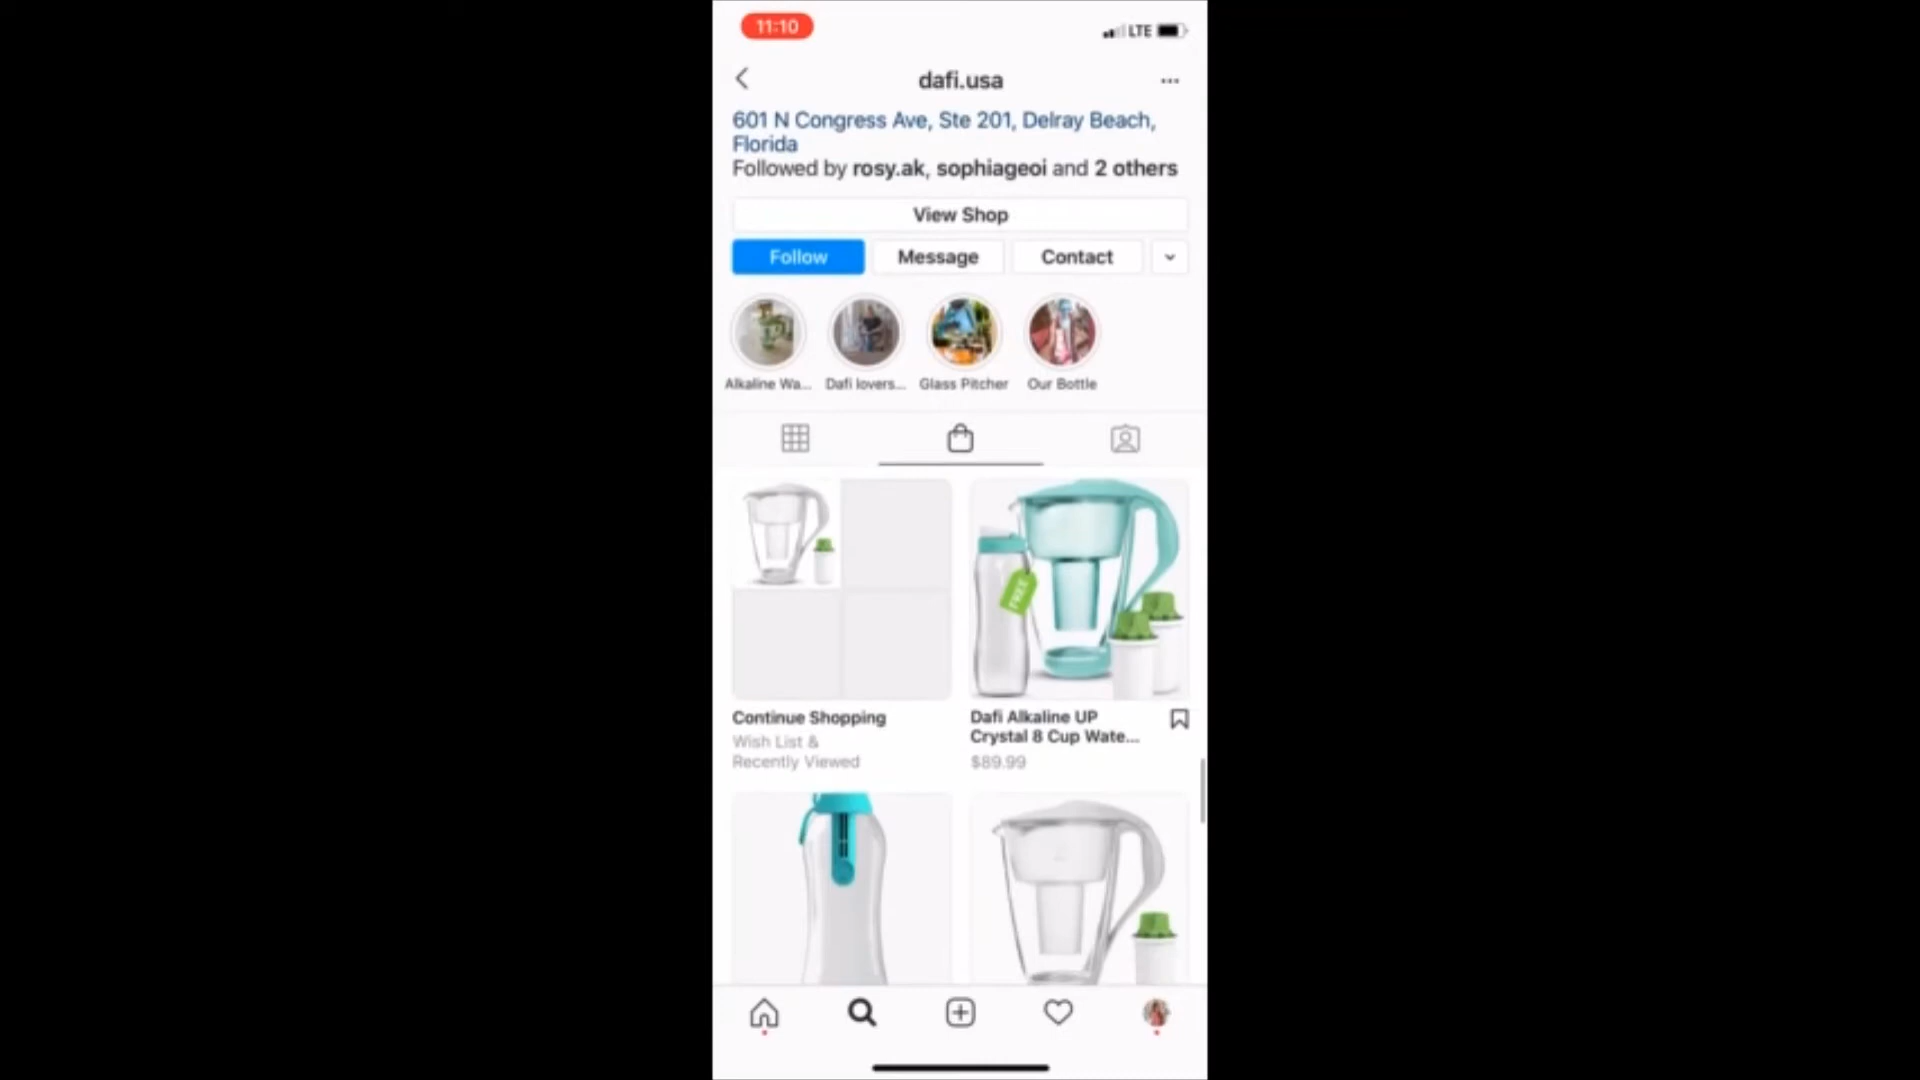 11:10
LTE
dafi.usa
601 N Congress Ave, Ste 201, Delray Beach,
Florida
Followed by rosy.ak, sophiageoi and 2 others
View Shop
Follow
Message
Contact
Alkaline Wa...
Dafi lovers...
Glass Pitcher
Our Bottle
FREE
Continue Shopping
Wish List &
Recently Viewed
Dafi Alkaline UP
Crystal 8 Cup Wate...
$89.99